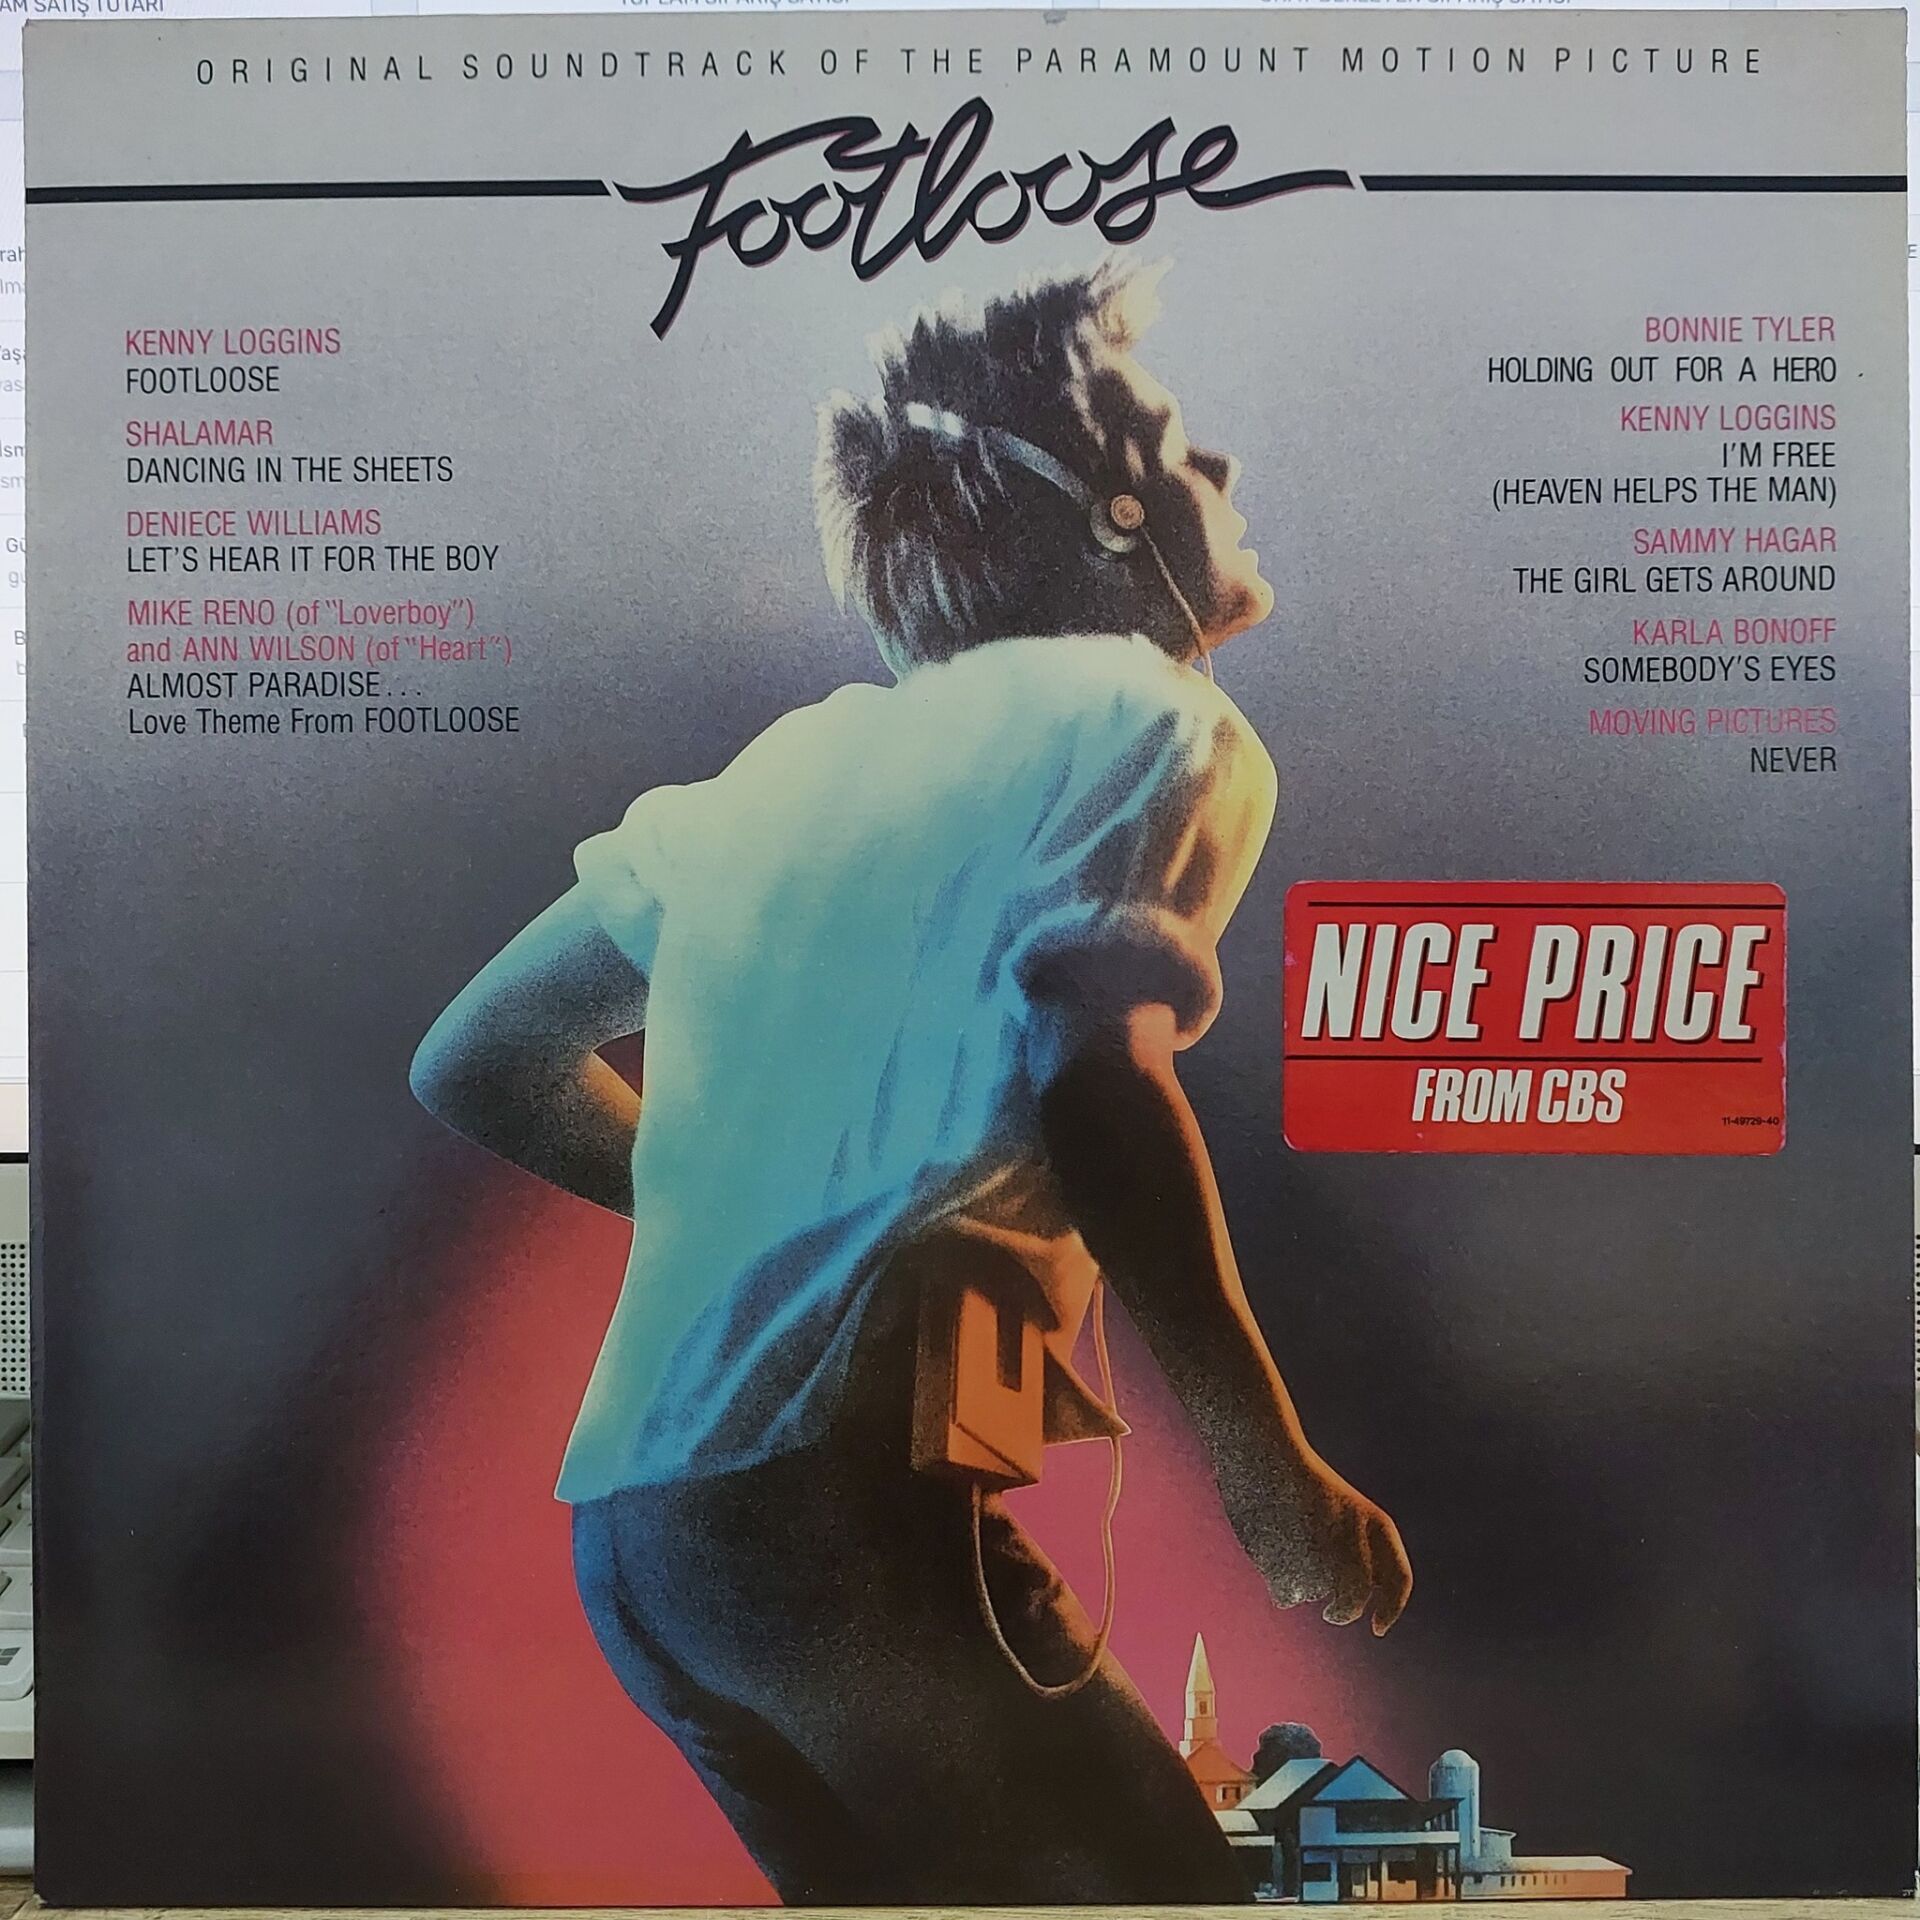 AM SATIŞ TUTARI
ORIGINAL SOUNDTRACK OF THE PARAMOUNT MOTION PICTURE
Footloose
KENNY LOGGINS
FOOTLOOSE
SHALAMAR
DANCING IN THE SHEETS
DENIECE WILLIAMS
LET'S HEAR IT FOR THE BOY
MIKE RENO (of "Loverboy")
and ANN WILSON (of "Heart")
ALMOST PARADISE...
Love Theme From FOOTLOOSE
BONNIE TYLER
HOLDING OUT FOR A HERO
KENNY LOGGINS
I'M FREE
(HEAVEN HELPS THE MAN)
SAMMY HAGAR
THE GIRL GETS AROUND
KARLA BONOFF
SOMEBODY'S EYES
MOVING PICTURES
NEVER
NICE PRICE
FROM CBS
11-49729-40